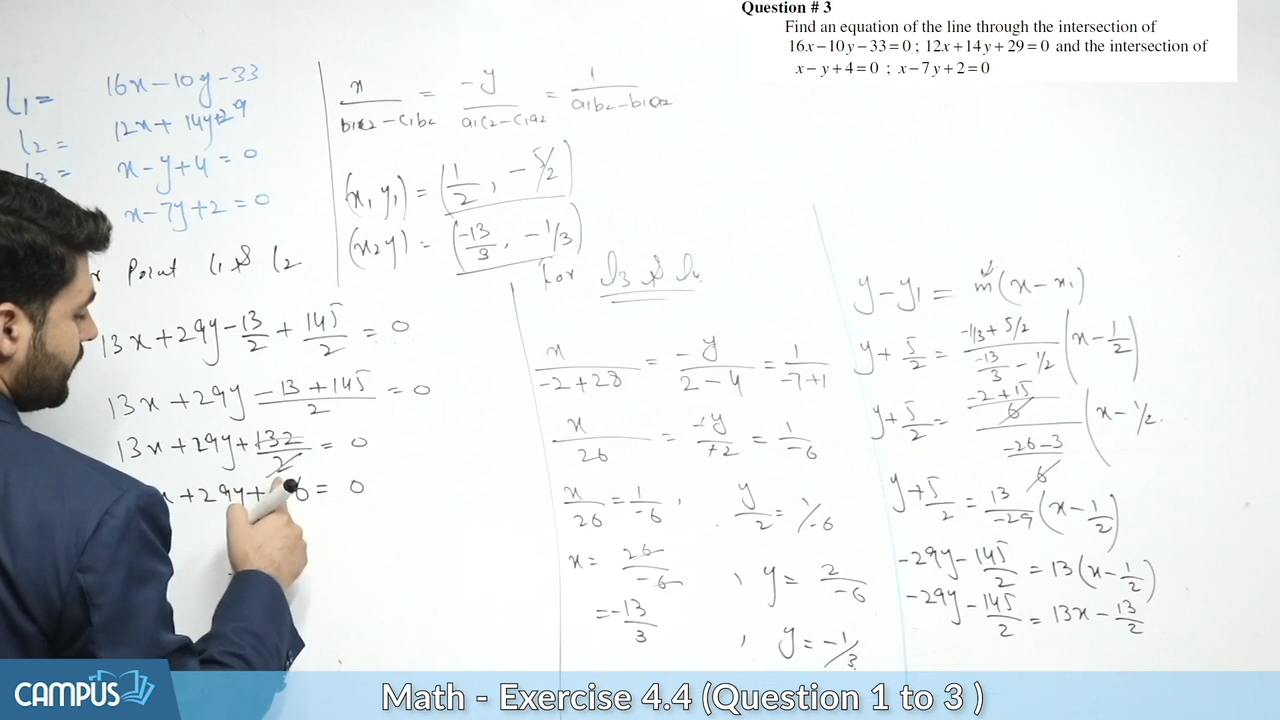 Question # 3
Find an equation of the line through the intersection of
16x−10y−33=0 ; 12x+14y+29=0 and the intersection of
x−y+4=0 ; x−7y+2=0
l1 = 16x−10y−33
l2 = 12x+14y+29
l3 = x−y+4=0
x−7y+2=0
Point l1 & l2
13x+29y−13/2+145/2=0
13x+29y −13+145/2 =0
13x+29y+132/2=0
x+29y+ 6=0
x/b1c2−c1b2 = −y/a1c2−c1a2 = 1/a1b2−b1a2
(x1 y1) = (1/2, −5/2)
(x2 y) = (−13/3, −1/3)
For l3 & l4
x/−2+28 = −y/2−4 = 1/−7+1
x/26 = −y/+2 = 1/−6
x/26 = 1/−6 , y/2 = 1/−6
x = 26/−6 , y = 2/−6
= −13/3 , y = −1/3
y−y1 = m(x−x1)
y+5/2 = −1/3+5/2 / −13/3−1/2 (x−1/2)
y+5/2 = −2+15/6 / −26−3/6 (x−1/2
y+5/2 = 13/−29 (x−1/2)
−29y−145/2 = 13(x−1/2)
−29y−145/2 = 13x−13/2
CAMPUS
Math - Exercise 4.4 (Question 1 to 3 )